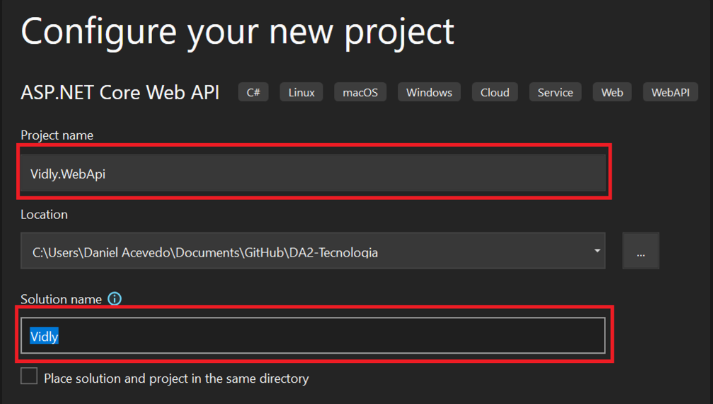 Configure your new project
ASP.NET Core Web API C# Linux macOS Windows Cloud Service Web WebAPI
Project name
Vidly.WebApi
Location
C:\Users\Daniel Acevedo\Documents\GitHub\DA2-Tecnologia
...
Solution name
Vidly
Place solution and project in the same directory